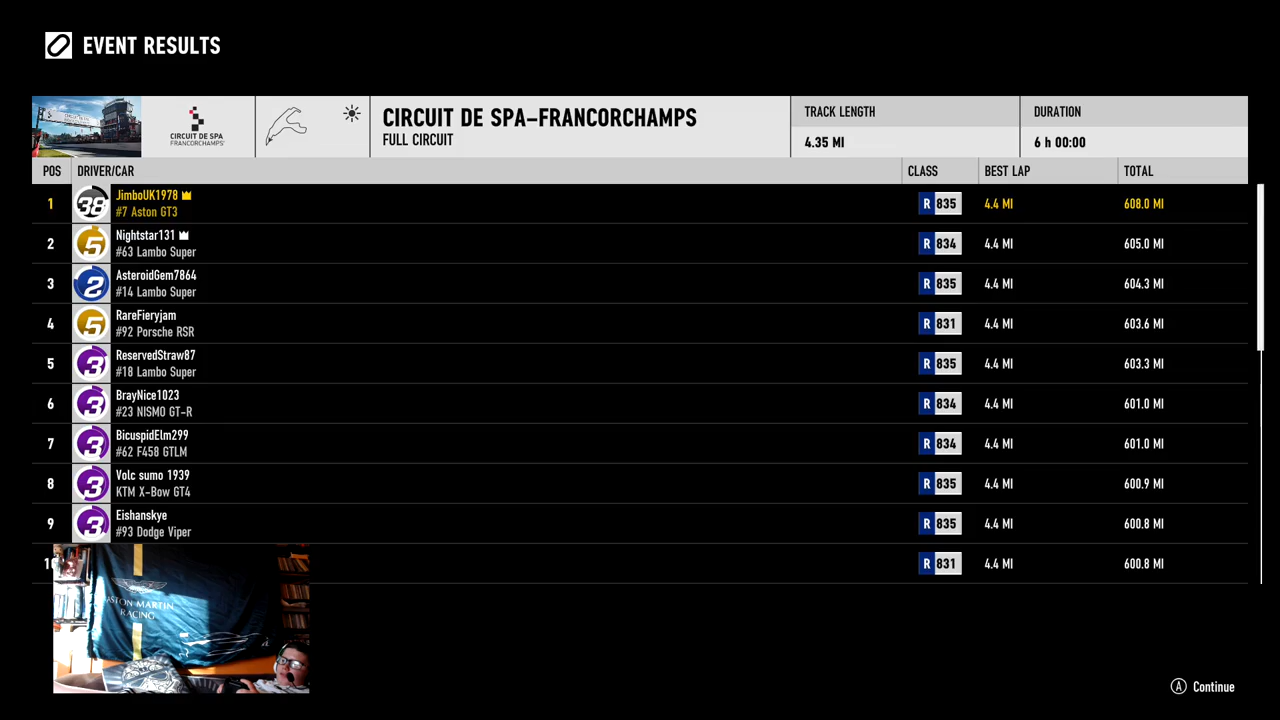 EVENT RESULTS
CIRCUIT DE SPA
FRANCORCHAMPS
CIRCUIT DE SPA-FRANCORCHAMPS
FULL CIRCUIT
TRACK LENGTH
4.35 MI
DURATION
6 h 00:00
POS DRIVER/CAR CLASS BEST LAP TOTAL
1 38 JimboUK1978 #7 Aston GT3 R 835 4.4 MI 608.0 MI
2 5 Nightstar131 #63 Lambo Super R 834 4.4 MI 605.0 MI
3 2 AsteroidGem7864 #14 Lambo Super R 835 4.4 MI 604.3 MI
4 5 RareFieryjam #92 Porsche RSR R 831 4.4 MI 603.6 MI
5 3 ReservedStraw87 #18 Lambo Super R 835 4.4 MI 603.3 MI
6 3 BrayNice1023 #23 NISMO GT-R R 834 4.4 MI 601.0 MI
7 3 BicuspidElm299 #62 F458 GTLM R 834 4.4 MI 601.0 MI
8 3 Volc sumo 1939 KTM X-Bow GT4 R 835 4.4 MI 600.9 MI
9 3 Eishanskye #93 Dodge Viper R 835 4.4 MI 600.8 MI
R 831 4.4 MI 600.8 MI
ASTON MARTIN
RACING
A Continue